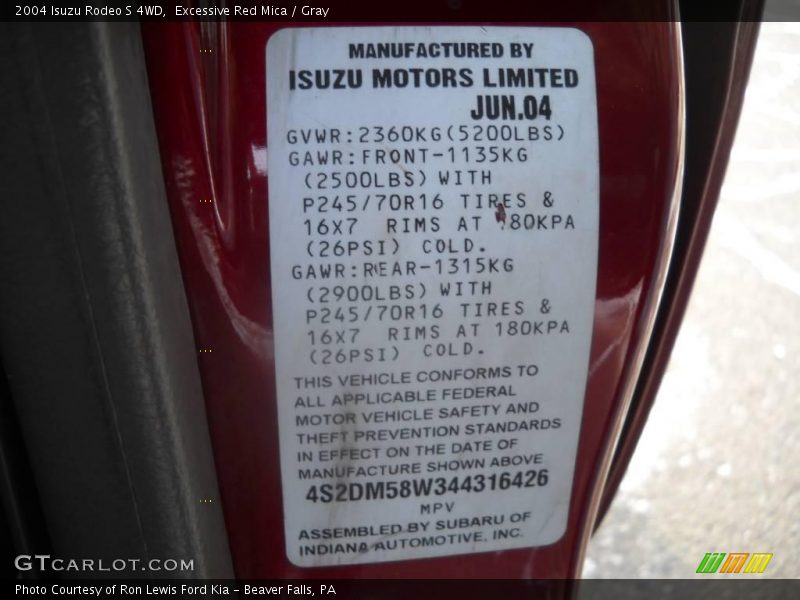 2004 Isuzu Rodeo S 4WD, Excessive Red Mica / Gray
MANUFACTURED BY
ISUZU MOTORS LIMITED
JUN.04
GVWR:2360KG(5200LBS)
GAWR:FRONT-1135KG
(2500LBS) WITH
P245/70R16 TIRES &
16X7 RIMS AT 180KPA
(26PSI) COLD.
GAWR:REAR-1315KG
(2900LBS) WITH
P245/70R16 TIRES &
16X7 RIMS AT 180KPA
(26PSI) COLD.
THIS VEHICLE CONFORMS TO
ALL APPLICABLE FEDERAL
MOTOR VEHICLE SAFETY AND
THEFT PREVENTION STANDARDS
IN EFFECT ON THE DATE OF
MANUFACTURE SHOWN ABOVE
4S2DM58W344316426
MPV
ASSEMBLED BY SUBARU OF
INDIANA AUTOMOTIVE, INC.
GTCARLOT.COM
Photo Courtesy of Ron Lewis Ford Kia - Beaver Falls, PA